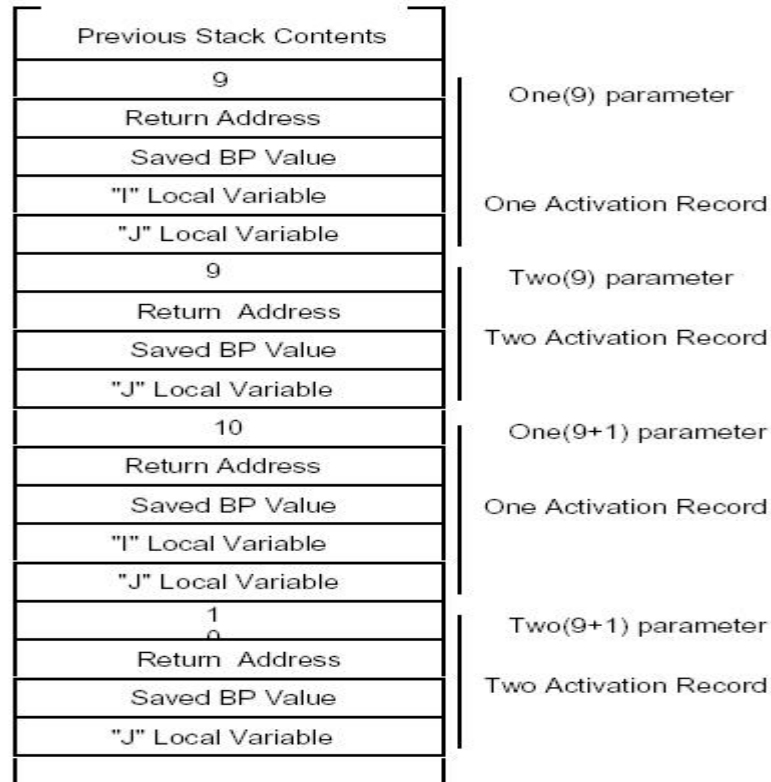 Previous Stack Contents
9
One(9) parameter
Return Address
Saved BP Value
"I" Local Variable
One Activation Record
"J" Local Variable
9
Two(9) parameter
Return Address
Two Activation Record
Saved BP Value
"J" Local Variable
10
One(9+1) parameter
Return Address
Saved BP Value
One Activation Record
"I" Local Variable
"J" Local Variable
1
Two(9+1) parameter
Return Address
Two Activation Record
Saved BP Value
"J" Local Variable